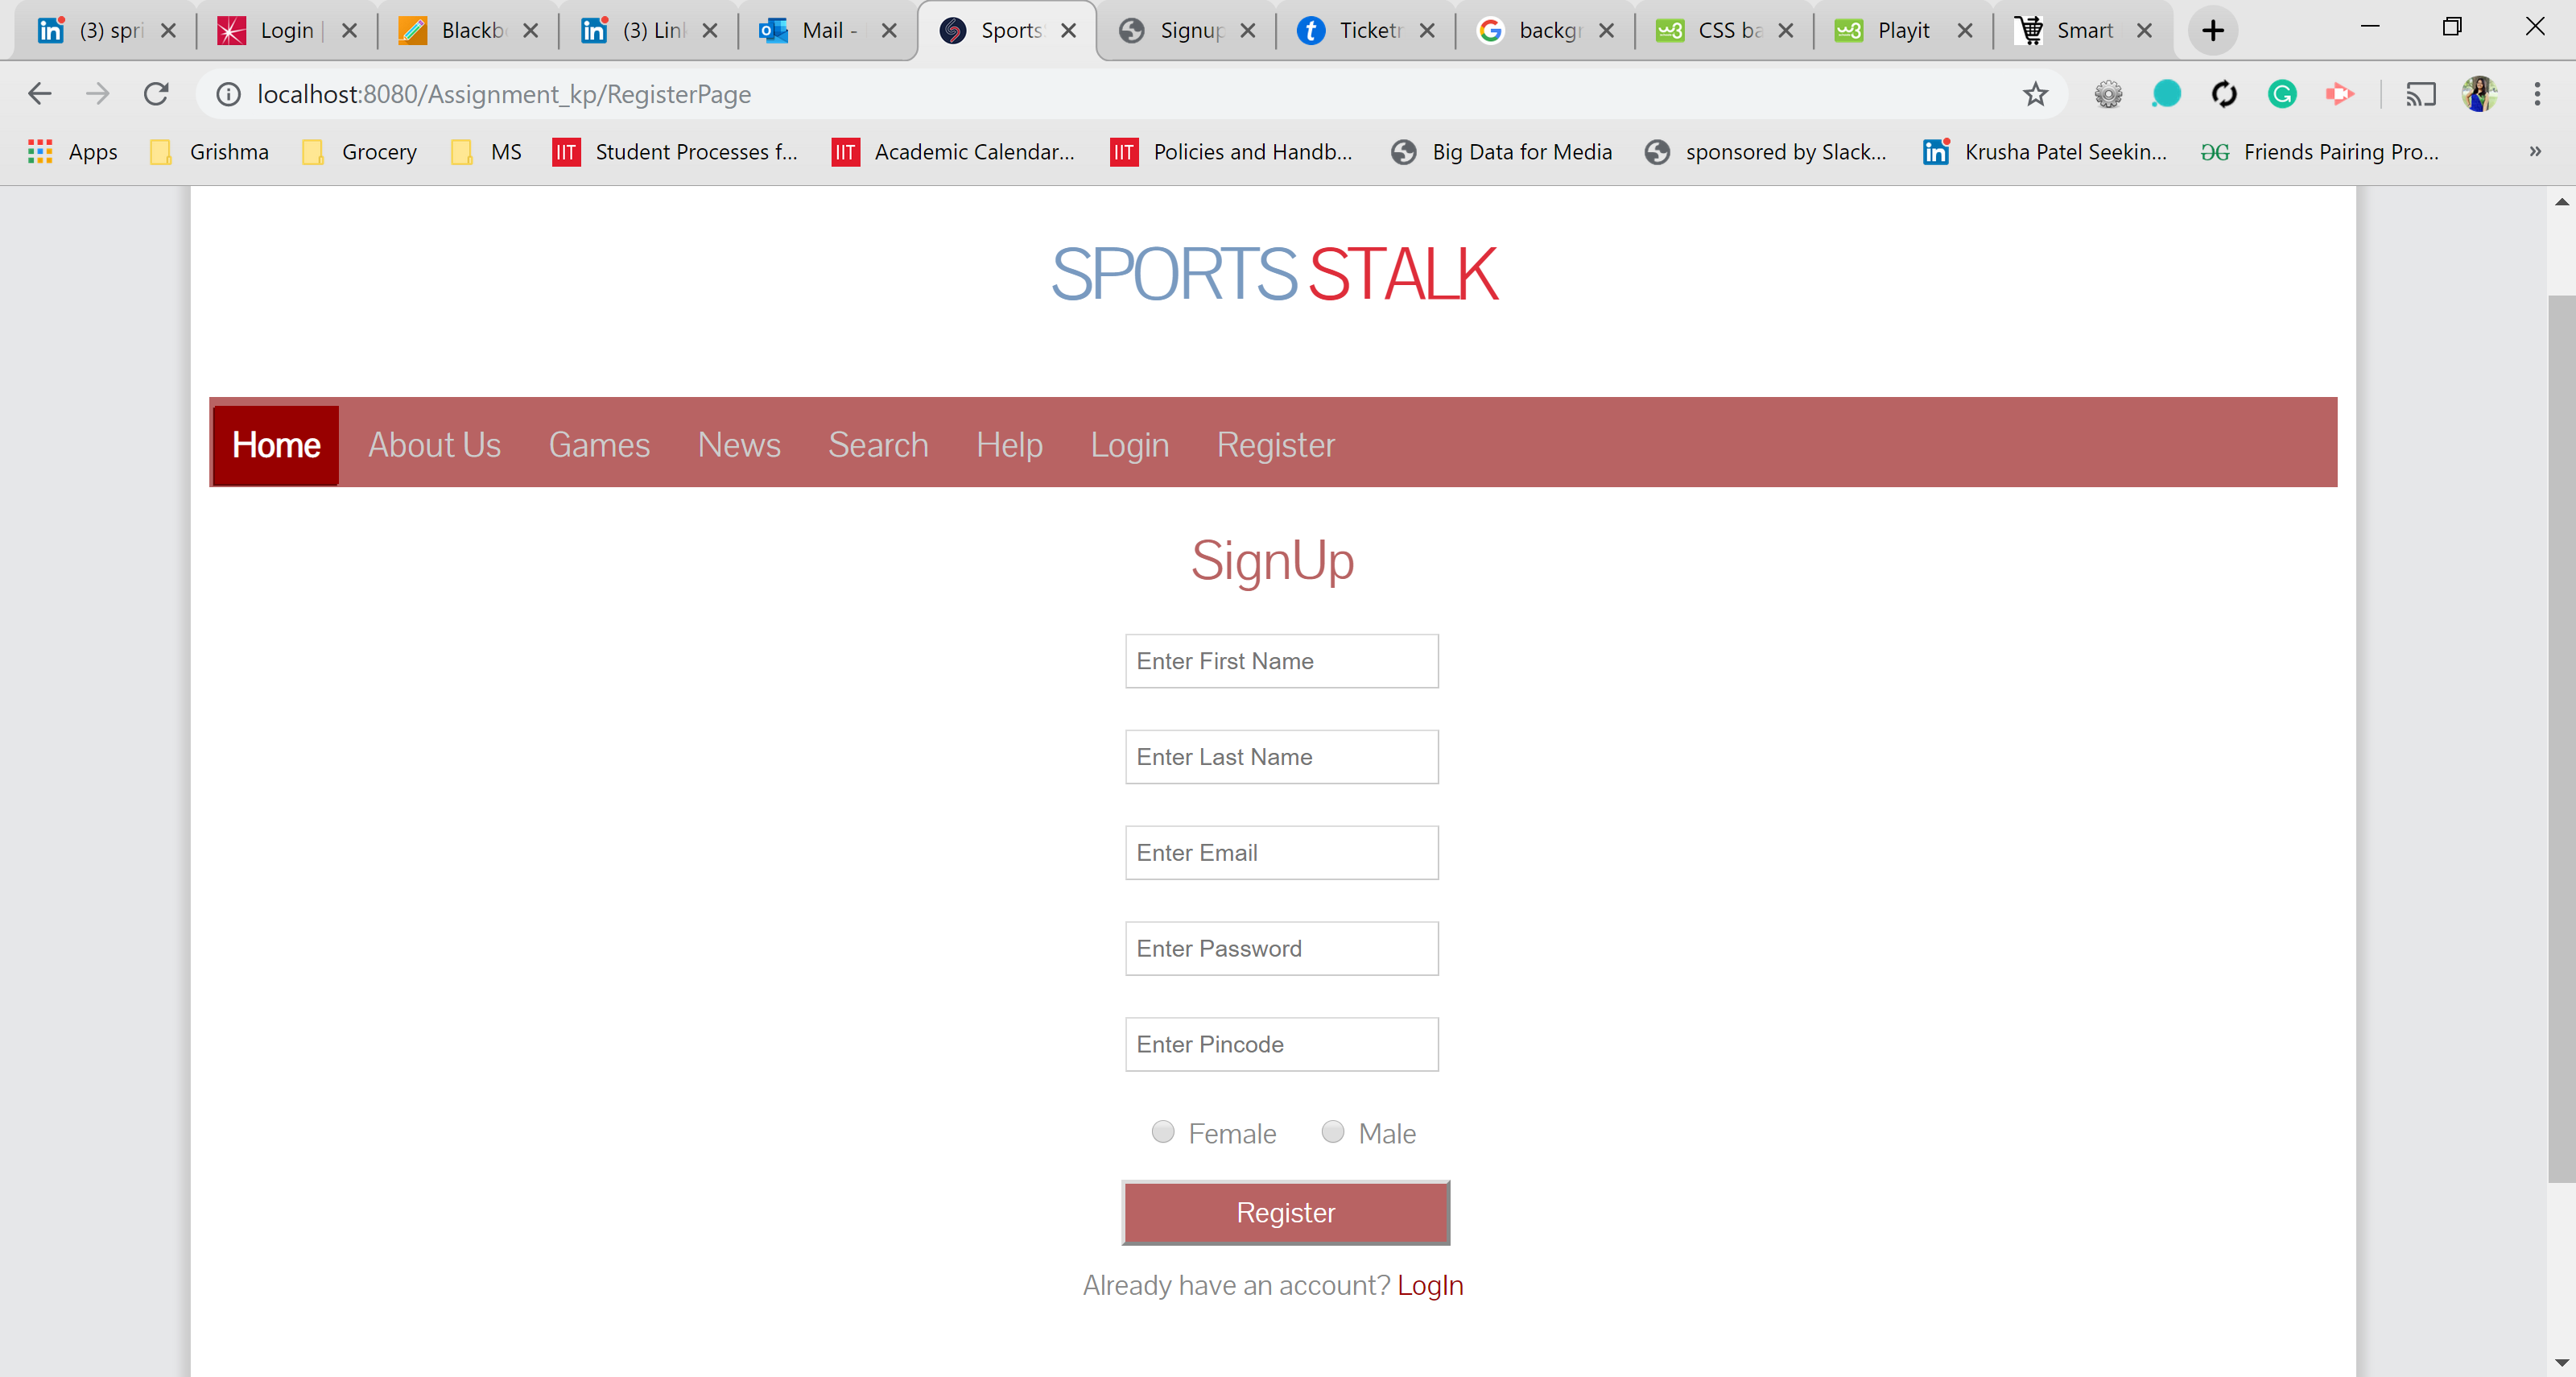 (3) spri Login Blackb (3) Lin Mail - Sports Signup Ticketr backgr CSS ba Playit Smart
localhost:8080/Assignment_kp/RegisterPage
Apps Grishma Grocery MS IIT Student Processes f... IIT Academic Calendar... IIT Policies and Handb... Big Data for Media sponsored by Slack... Krusha Patel Seekin... Friends Pairing Pro... »
SPORTS STALK
Home About Us Games News Search Help Login Register
SignUp
Enter First Name
Enter Last Name
Enter Email
Enter Password
Enter Pincode
Female Male
Register
Already have an account? LogIn